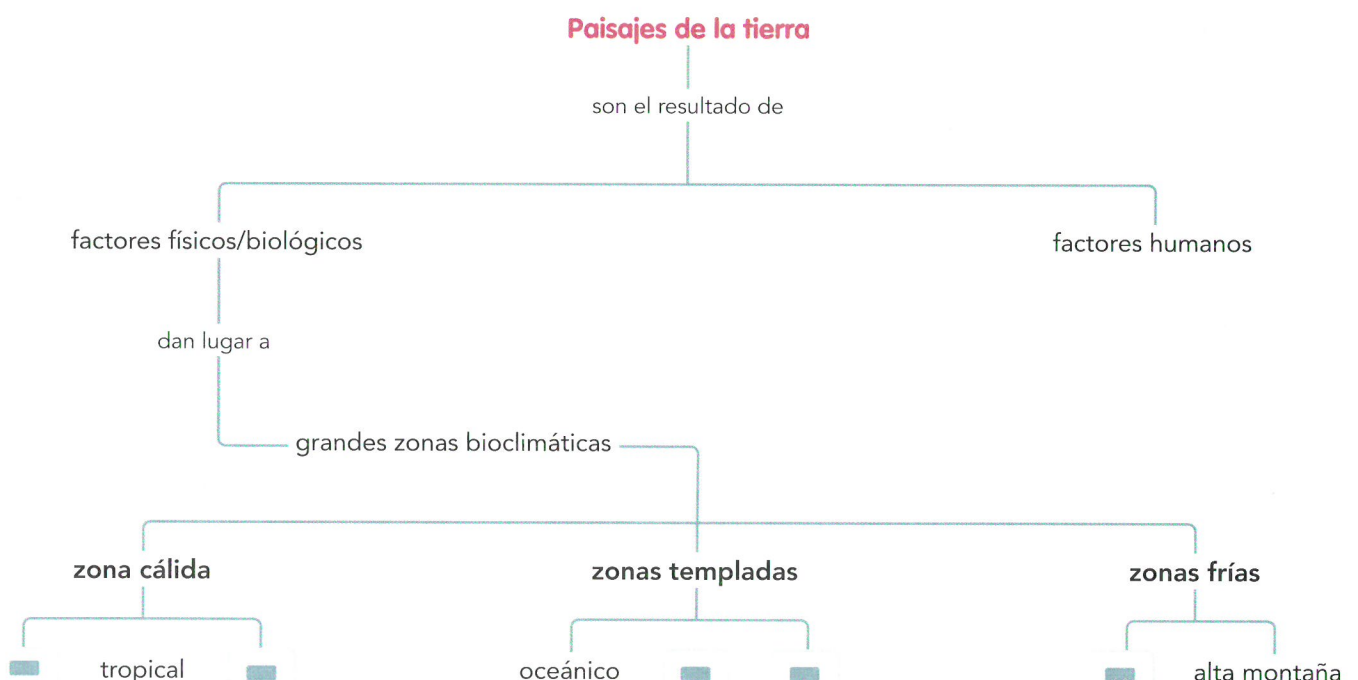 Paisajes de la tierra
son el resultado de
factores físicos/biológicos
factores humanos
dan lugar a
grandes zonas bioclimáticas
zona cálida
zonas templadas
zonas frías
tropical
oceánico
alta montaña